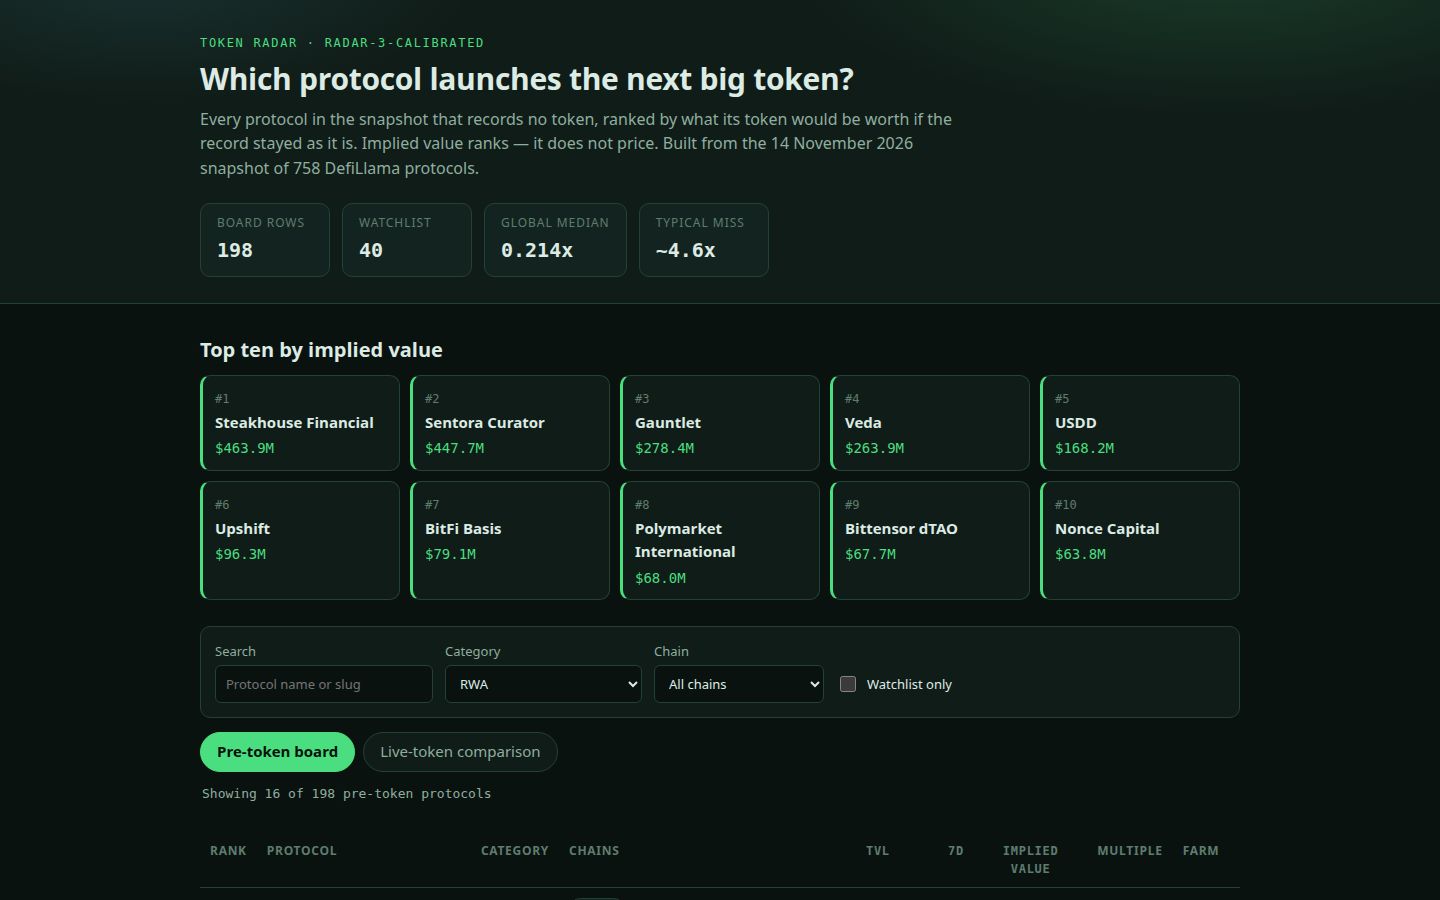 TOKEN RADAR · RADAR-3-CALIBRATED
Which protocol launches the next big token?
Every protocol in the snapshot that records no token, ranked by what its token would be worth if the
record stayed as it is. Implied value ranks — it does not price. Built from the 14 November 2026
snapshot of 758 DefiLlama protocols.
BOARD ROWS
198
WATCHLIST
40
GLOBAL MEDIAN
0.214x
TYPICAL MISS
~4.6x
Top ten by implied value
#1
Steakhouse Financial
$463.9M
#2
Sentora Curator
$447.7M
#3
Gauntlet
$278.4M
#4
Veda
$263.9M
#5
USDD
$168.2M
#6
Upshift
$96.3M
#7
BitFi Basis
$79.1M
#8
Polymarket
International
$68.0M
#9
Bittensor dTAO
$67.7M
#10
Nonce Capital
$63.8M
Search
Protocol name or slug
Category
RWA
Chain
All chains
Watchlist only
Pre-token board
Live-token comparison
Showing 16 of 198 pre-token protocols
RANK PROTOCOL CATEGORY CHAINS TVL 7D IMPLIED VALUE MULTIPLE FARM